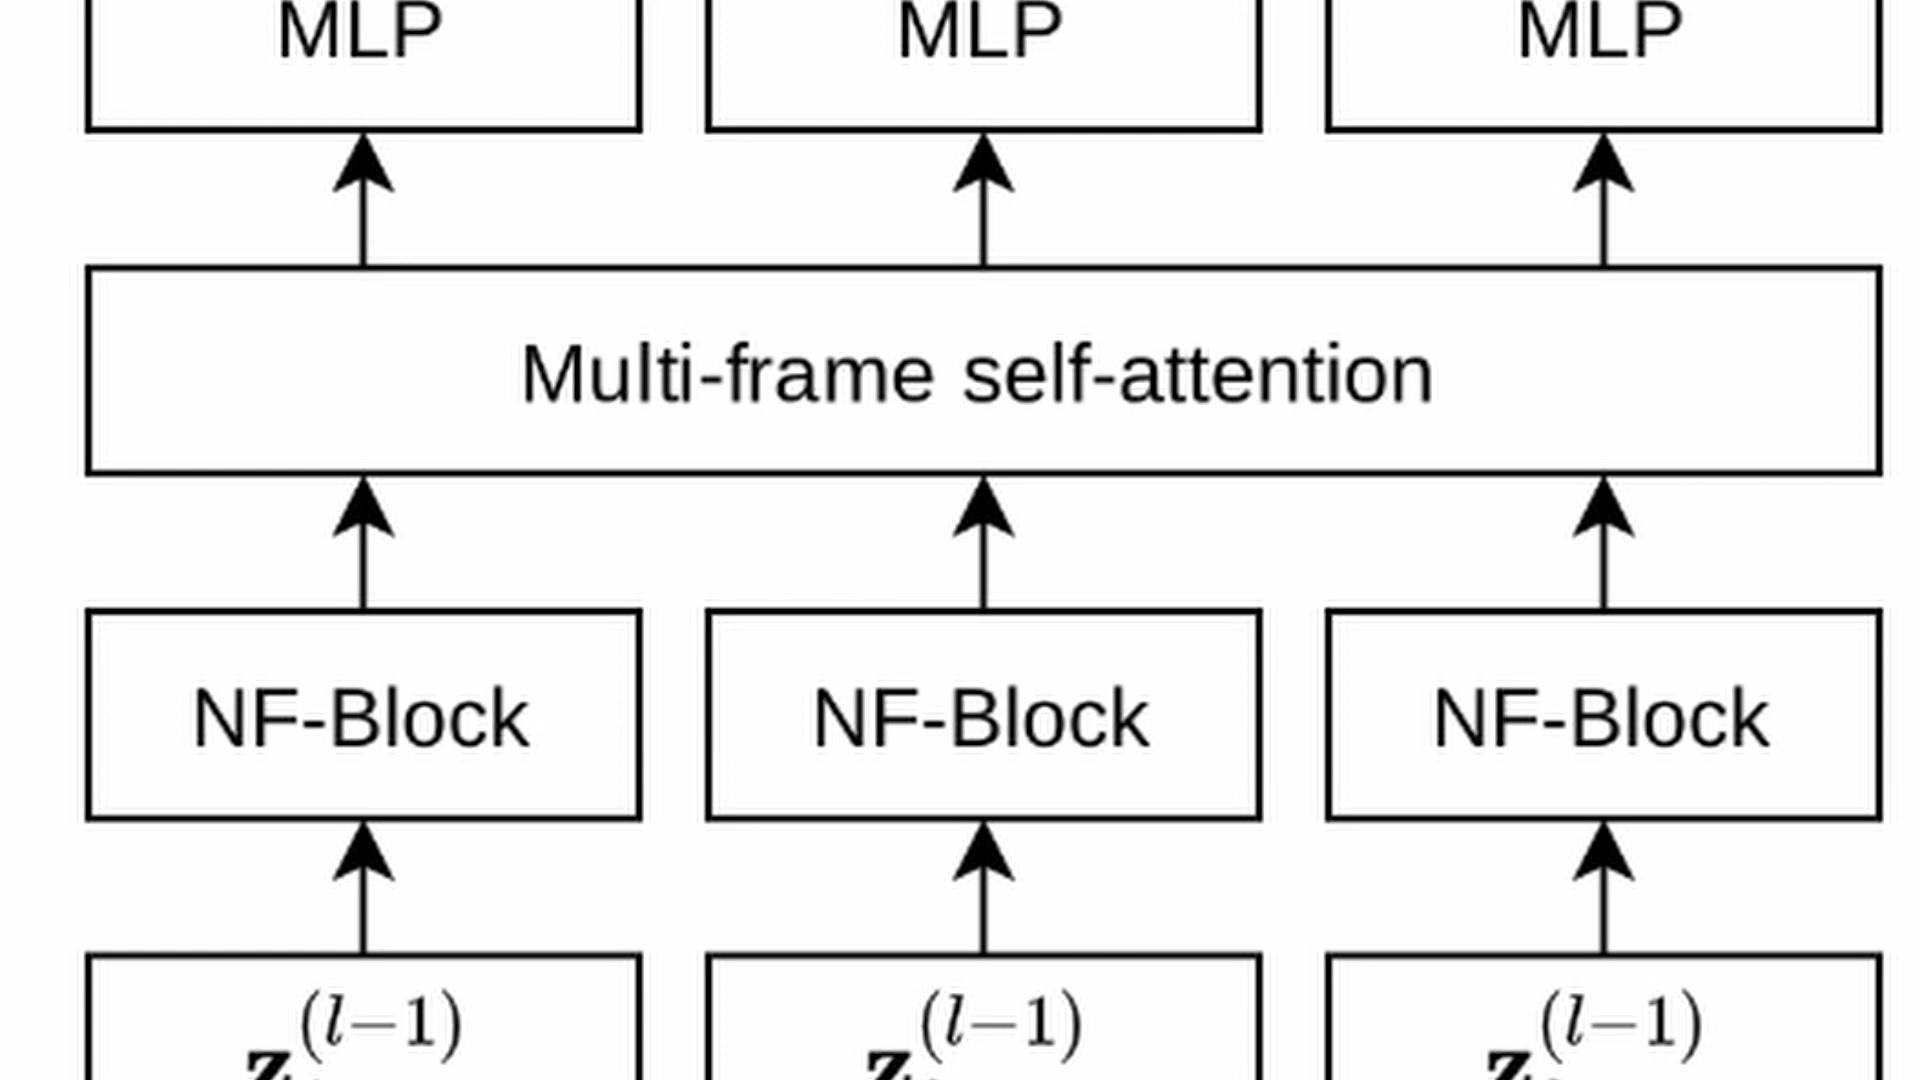 MLP MLP MLP
Multi-frame self-attention
NF-Block NF-Block NF-Block
z^(l−1) z^(l−1) z^(l−1)